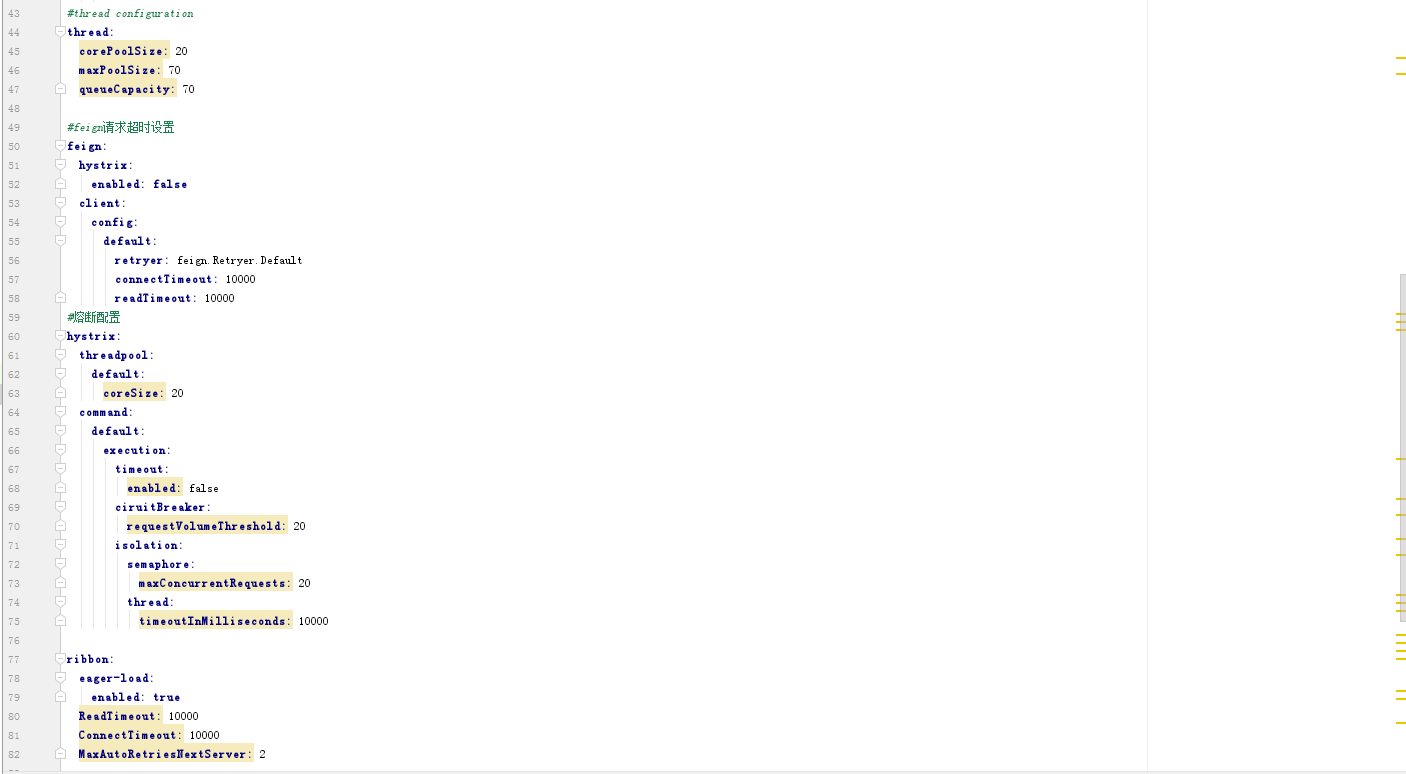 43 #thread configuration
44 thread:
45 corePoolSize: 20
46 maxPoolSize: 70
47 queueCapacity: 70
48
49 #feign请求超时设置
50 feign:
51 hystrix:
52 enabled: false
53 client:
54 config:
55 default:
56 retryer: feign.Retryer.Default
57 connectTimeout: 10000
58 readTimeout: 10000
59 #熔断配置
60 hystrix:
61 threadpool:
62 default:
63 coreSize: 20
64 command:
65 default:
66 execution:
67 timeout:
68 enabled: false
69 ciruitBreaker:
70 requestVolumeThreshold: 20
71 isolation:
72 semaphore:
73 maxConcurrentRequests: 20
74 thread:
75 timeoutInMilliseconds: 10000
76
77 ribbon:
78 eager-load:
79 enabled: true
80 ReadTimeout: 10000
81 ConnectTimeout: 10000
82 MaxAutoRetriesNextServer: 2